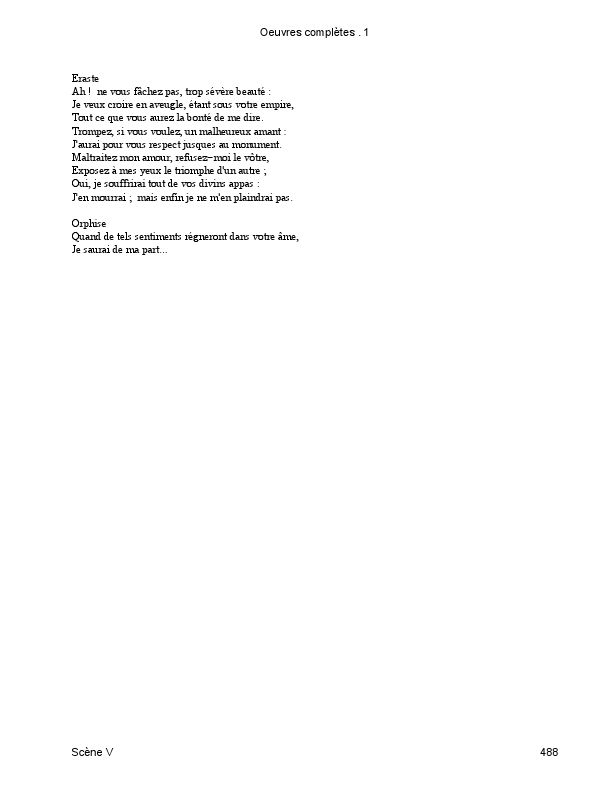 Oeuvres complètes . 1
Eraste
Ah !  ne vous fâchez pas, trop sévère beauté :
Je veux croire en aveugle, étant sous votre empire,
Tout ce que vous aurez la bonté de me dire.
Trompez, si vous voulez, un malheureux amant :
J'aurai pour vous respect jusques au monument.
Maltraitez mon amour, refusez−moi le vôtre,
Exposez à mes yeux le triomphe d'un autre ;
Oui, je souffrirai tout de vos divins appas :
J'en mourrai ;  mais enfin je ne m'en plaindrai pas.
Orphise
Quand de tels sentiments régneront dans votre âme,
Je saurai de ma part...
Scène V 488